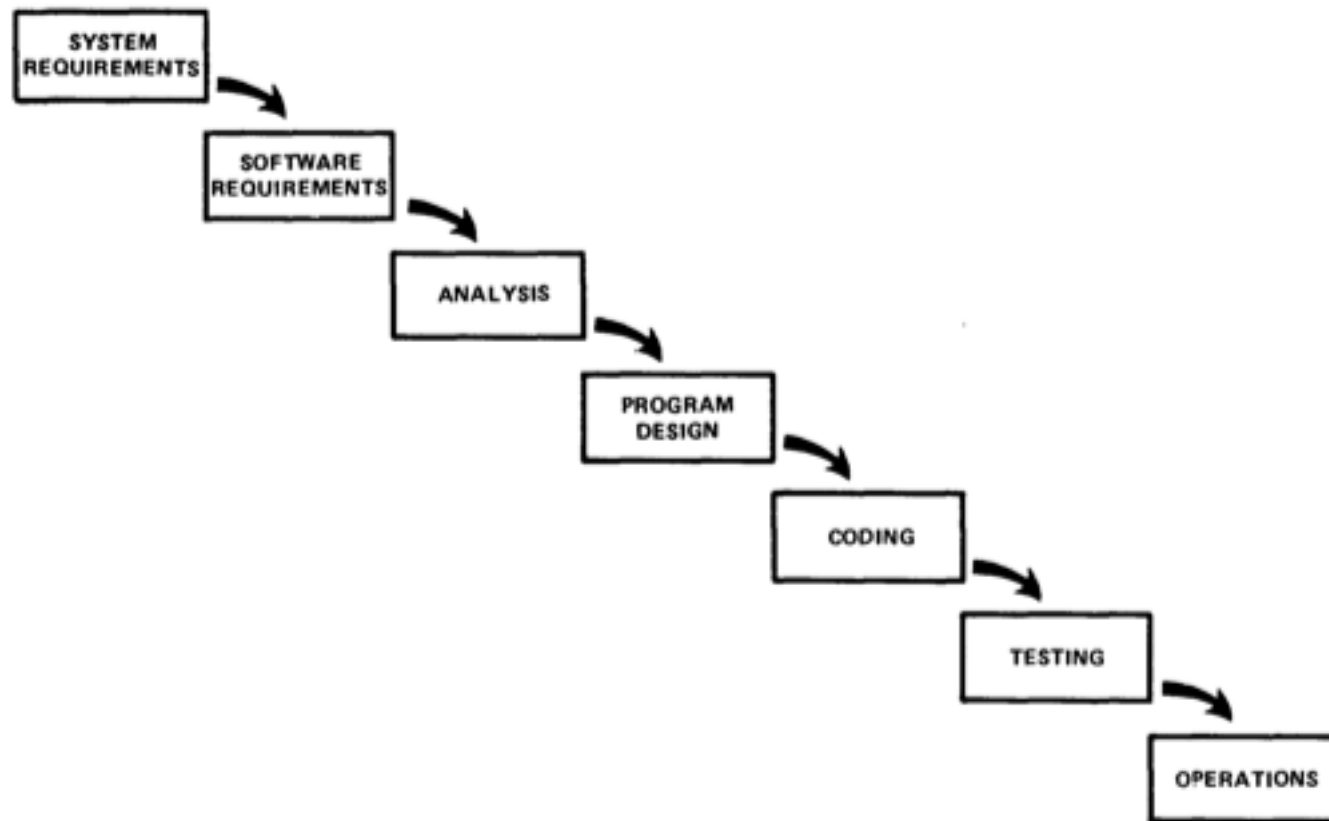 SYSTEM
REQUIREMENTS
SOFTWARE
REQUIREMENTS
ANALYSIS
PROGRAM
DESIGN
CODING
TESTING
OPERATIONS